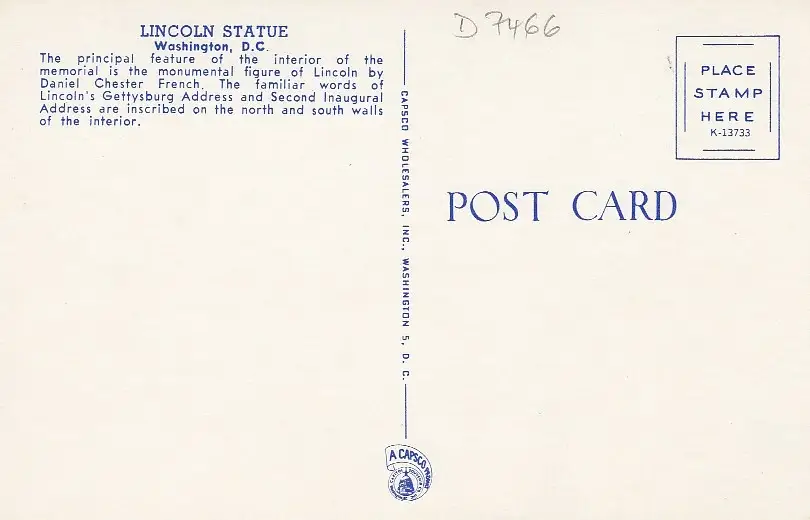 LINCOLN STATUE
Washington, D.C.
The principal feature of the interior of the
memorial is the monumental figure of Lincoln by
Daniel Chester French. The familiar words of
Lincoln's Gettysburg Address and Second Inaugural
Address are inscribed on the north and south walls
of the interior.
CAPSCO WHOLESALERS, INC., WASHINGTON 5, D. C.
A CAPSCO
D 7466
PLACE
STAMP
HERE
K-13733
POST CARD